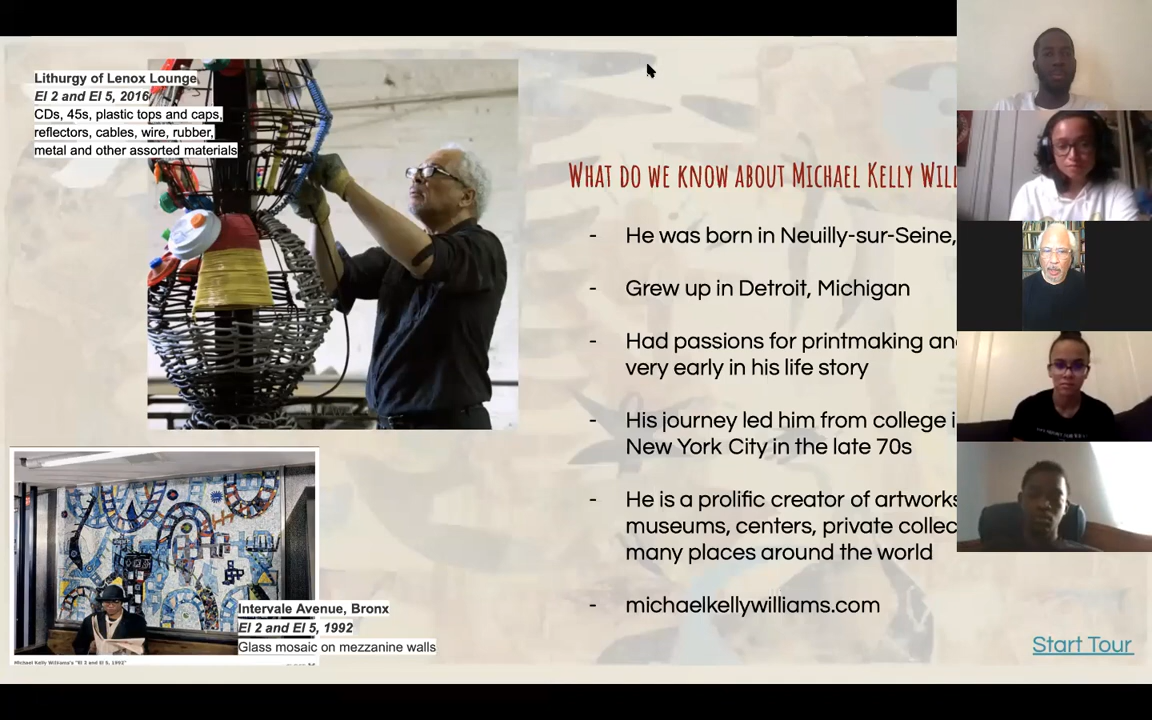 Lithurgy of Lenox Lounge
El 2 and El 5, 2016
CDs, 45s, plastic tops and caps,
reflectors, cables, wire, rubber,
metal and other assorted materials
What do we know about Michael Kelly
- He was born in Neuilly-sur-Seine,
- Grew up in Detroit, Michigan
- Had passions for printmaking
very early in his life story
- His journey led him from college
New York City in the late 70s
- He is a prolific creator of artworks
museums, centers, private
many places around the world
- michaelkellywilliams.com
Intervale Avenue, Bronx
El 2 and El 5, 1992
Glass mosaic on mezzanine walls
Michael Kelly Williams's "El 2 and El 5, 1992"
Start Tour